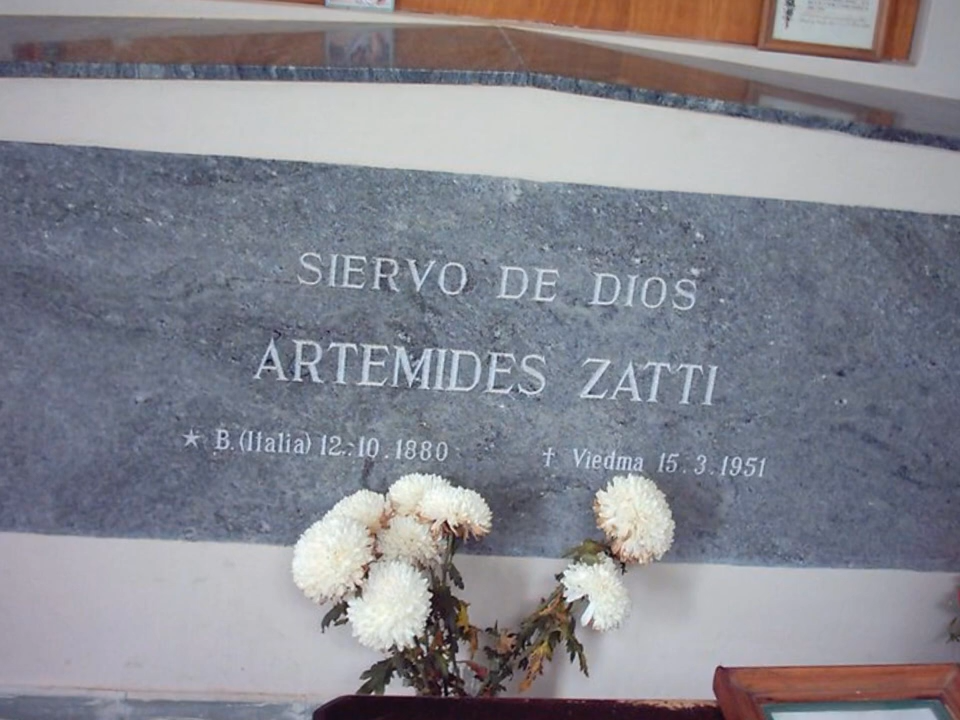 SIERVO DE DIOS
ARTEMIDES ZATTI
★ B.(Italia) 12.10.1880 † Viedma 15.3.1951